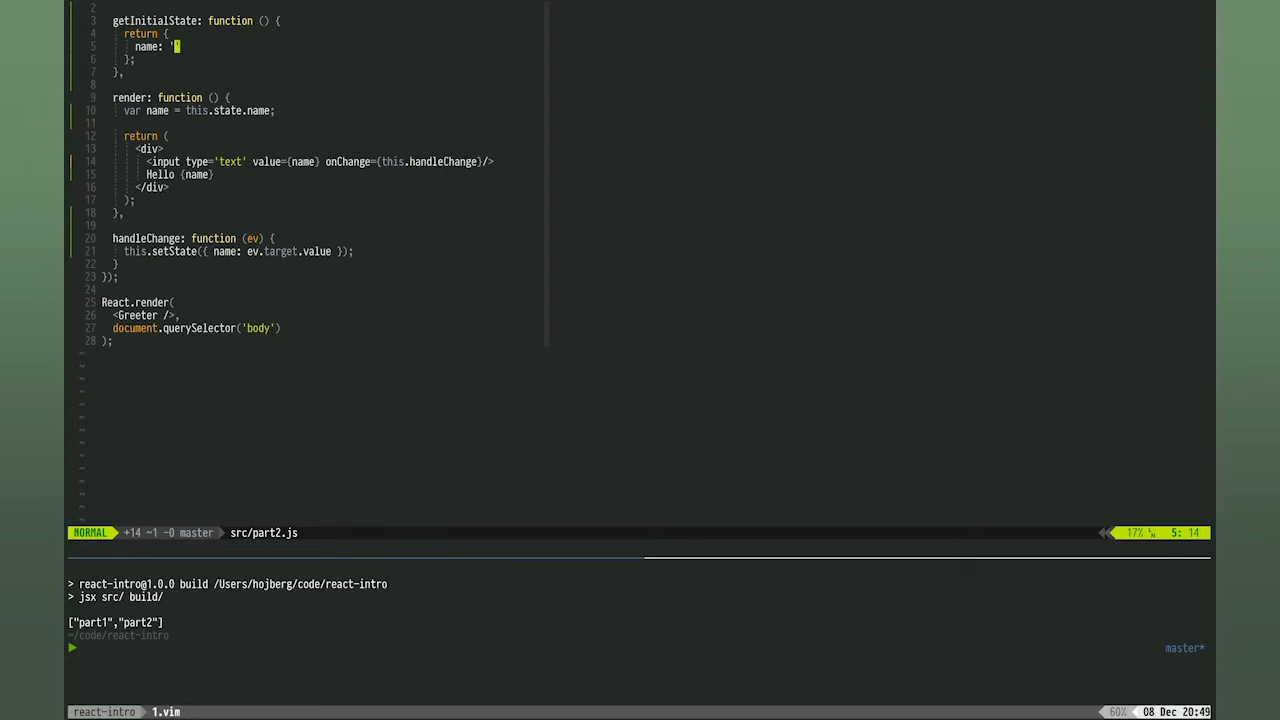 2
3 getInitialState: function () {
4 return {
5 name: ''
6 };
7 },
8
9 render: function () {
10 var name = this.state.name;
11
12 return (
13 <div>
14 <input type='text' value={name} onChange={this.handleChange}/>
15 Hello {name}
16 </div>
17 );
18 },
19
20 handleChange: function (ev) {
21 this.setState({ name: ev.target.value });
22 }
23 });
24
25 React.render(
26 <Greeter />,
27 document.querySelector('body')
28 );
~
~
~
~
~
~
~
~
~
~
~
~
~
~
NORMAL +14 ~1 -0 master src/part2.js 17% 5: 14
> react-intro@1.0.0 build /Users/hojberg/code/react-intro
> jsx src/ build/
["part1","part2"]
~/code/react-intro
master*
react-intro 1.vim 60% 08 Dec 20:49